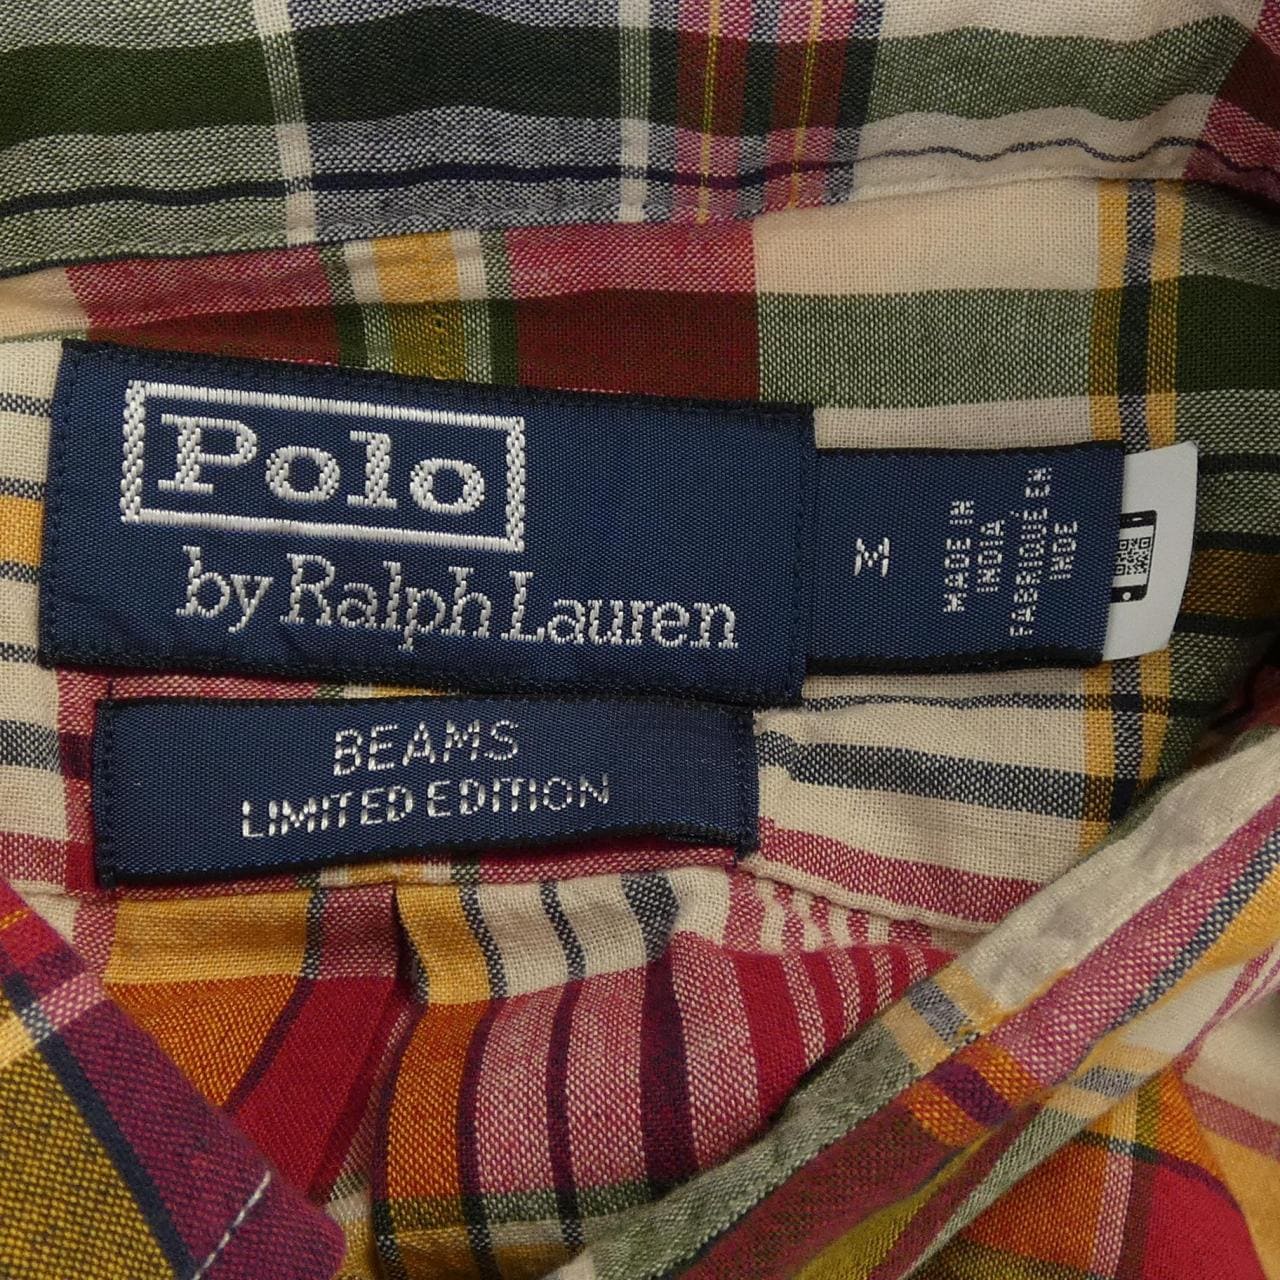 Polo
by Ralph Lauren
M
MADE IN
INDIA
FABRIQUÉ EN
INDE
BEAMS
LIMITED EDITION